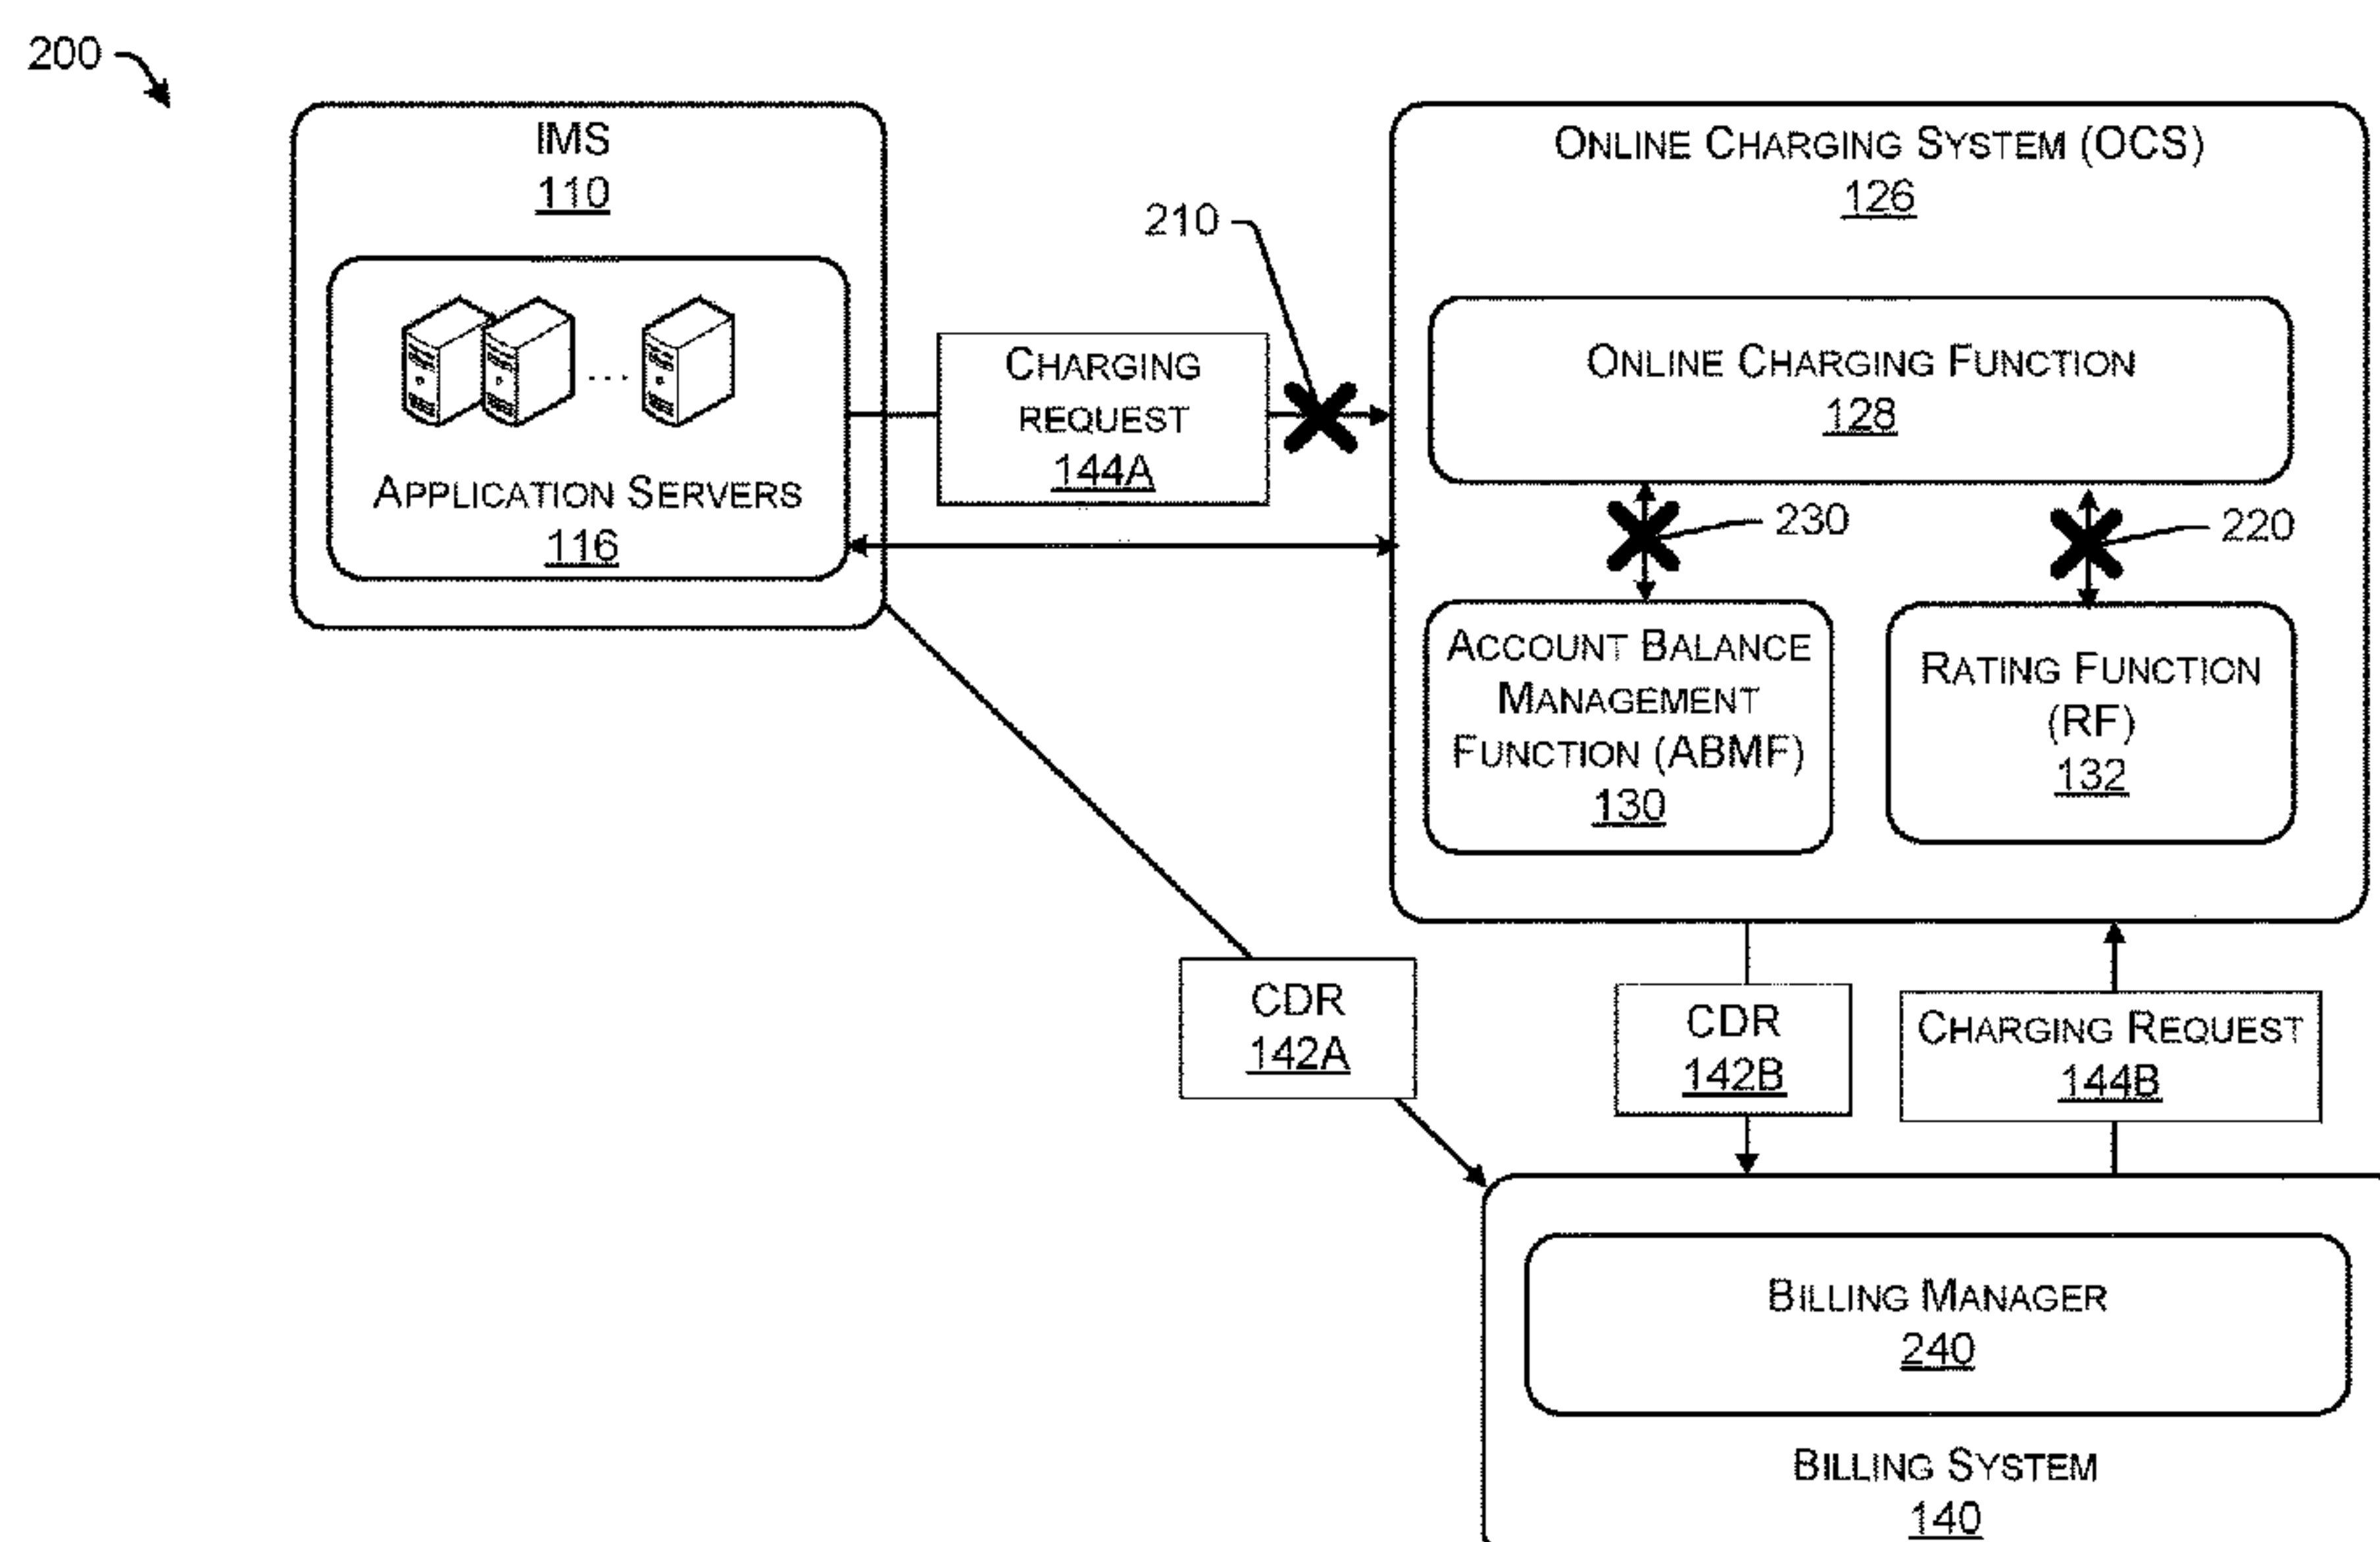 200
IMS
110
APPLICATION SERVERS
116
CHARGING
REQUEST
144A
210
ONLINE CHARGING SYSTEM (OCS)
126
ONLINE CHARGING FUNCTION
128
230
220
ACCOUNT BALANCE
MANAGEMENT
FUNCTION (ABMF)
130
RATING FUNCTION
(RF)
132
CDR
142A
CDR
142B
CHARGING REQUEST
144B
BILLING MANAGER
240
BILLING SYSTEM
140